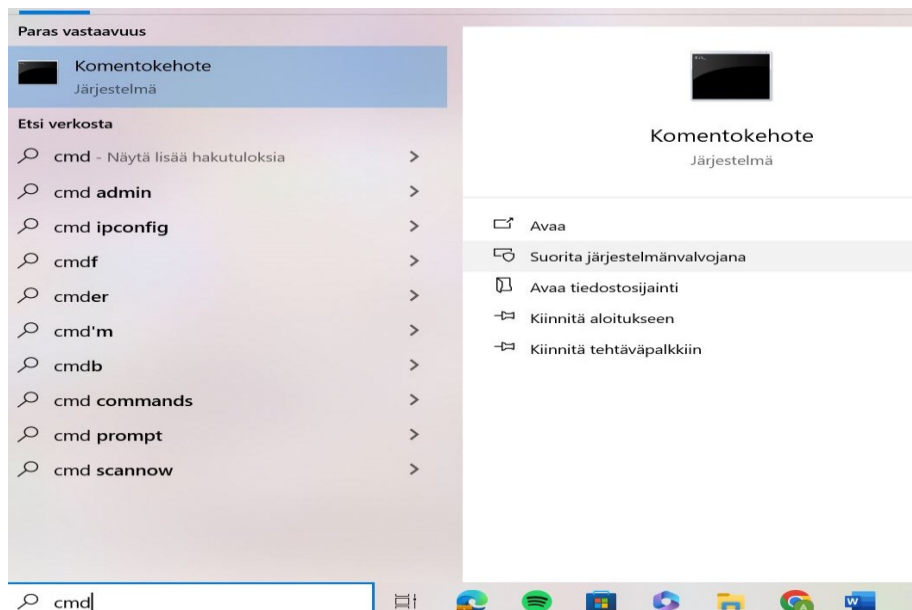 Paras vastaavuus
Komentokehote
Järjestelmä
Etsi verkosta
cmd - Näytä lisää hakutuloksia
cmd admin
cmd ipconfig
cmdf
cmder
cmd'm
cmdb
cmd commands
cmd prompt
cmd scannow
cmd
Komentokehote
Järjestelmä
Avaa
Suorita järjestelmänvalvojana
Avaa tiedostosijainti
Kiinnitä aloitukseen
Kiinnitä tehtäväpalkkiin